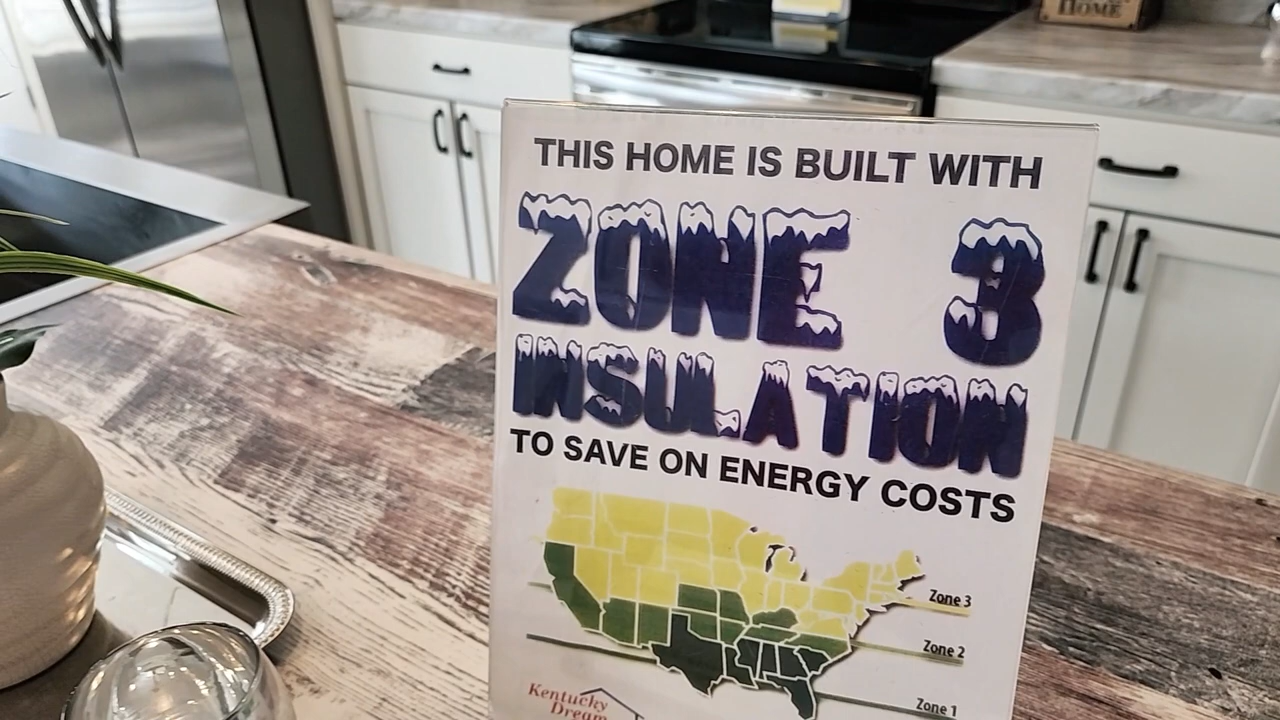 HOME
THIS HOME IS BUILT WITH
ZONE 3
INSULATION
TO SAVE ON ENERGY COSTS
Zone 3
Zone 2
Zone 1
Kentucky
Dream